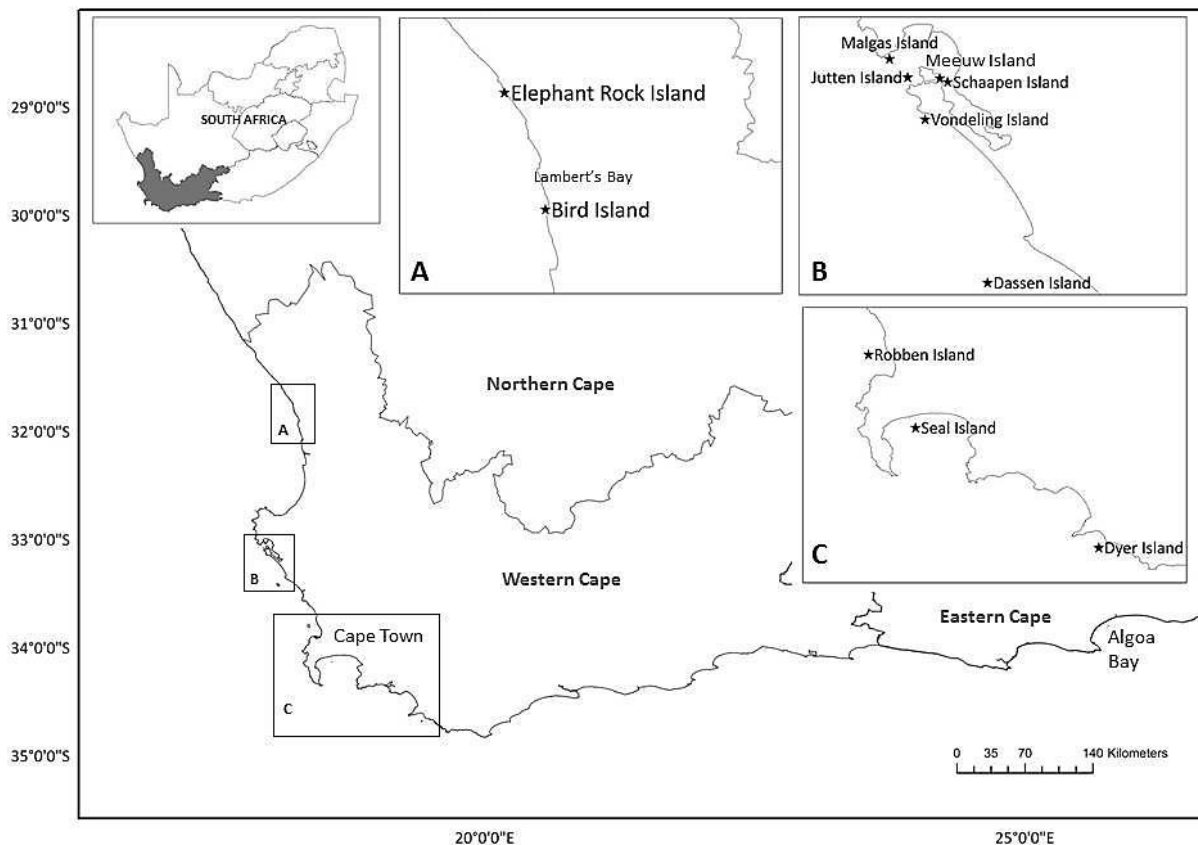 SOUTH AFRICA
Elephant Rock Island
Lambert's Bay
Bird Island
A
Malgas Island
Meeuw Island
Jutten Island
Schaapen Island
Vondeling Island
Dassen Island
B
Robben Island
Seal Island
Dyer Island
C
29°0'0"S
30°0'0"S
31°0'0"S
32°0'0"S
33°0'0"S
34°0'0"S
35°0'0"S
Northern Cape
A
B
Western Cape
Eastern Cape
Cape Town
Algoa
Bay
C
0 35 70 140 Kilometers
20°0'0"E
25°0'0"E